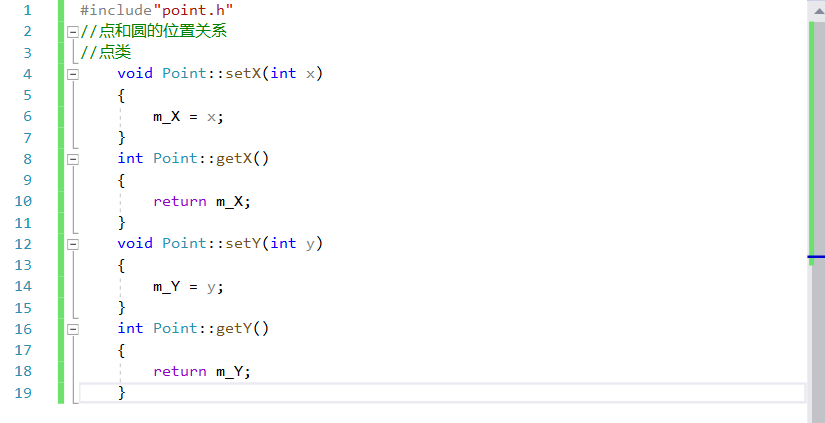 1 #include"point.h"
2 //点和圆的位置关系
3 //点类
4 void Point::setX(int x)
5 {
6 m_X = x;
7 }
8 int Point::getX()
9 {
10 return m_X;
11 }
12 void Point::setY(int y)
13 {
14 m_Y = y;
15 }
16 int Point::getY()
17 {
18 return m_Y;
19 }